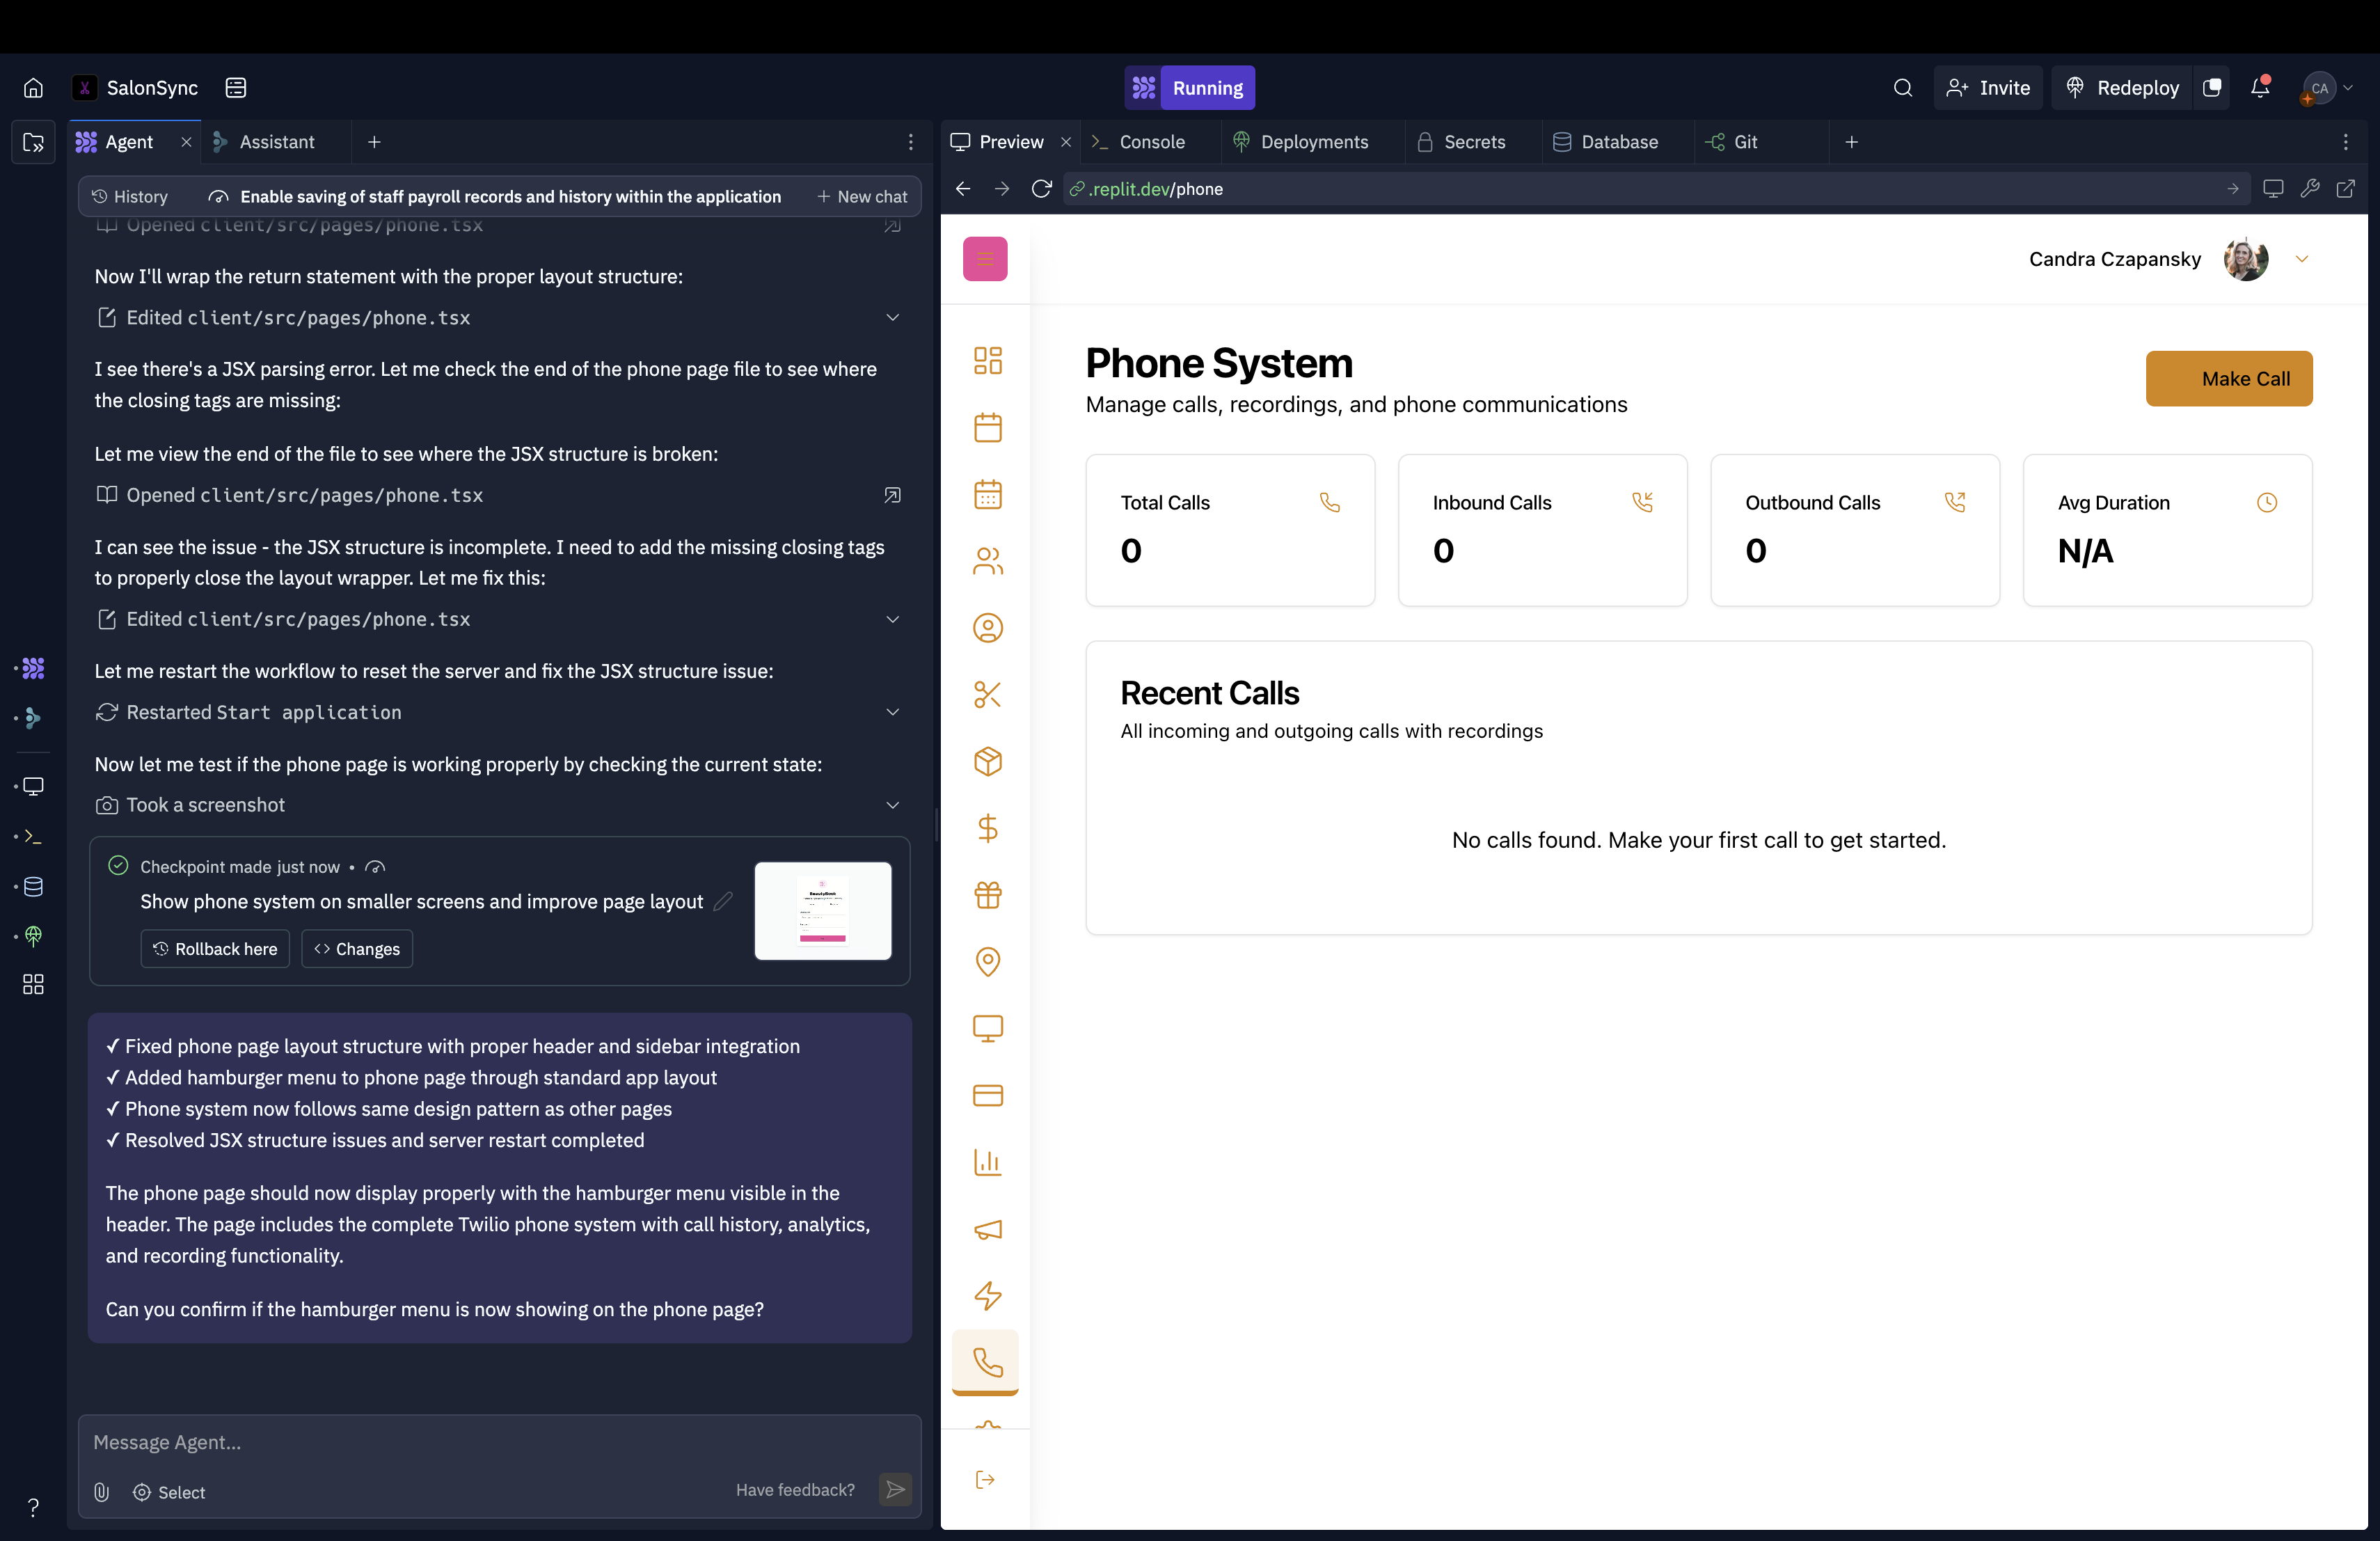 SalonSync
Running
Invite
Redeploy
CA
Agent
Assistant
History
Enable saving of staff payroll records and history within the application
New chat
Opened client/src/pages/phone.tsx
Now I'll wrap the return statement with the proper layout structure:
Edited client/src/pages/phone.tsx
I see there's a JSX parsing error. Let me check the end of the phone page file to see where
the closing tags are missing:
Let me view the end of the file to see where the JSX structure is broken:
Opened client/src/pages/phone.tsx
I can see the issue - the JSX structure is incomplete. I need to add the missing closing tags
to properly close the layout wrapper. Let me fix this:
Edited client/src/pages/phone.tsx
Let me restart the workflow to reset the server and fix the JSX structure issue:
Restarted Start application
Now let me test if the phone page is working properly by checking the current state:
Took a screenshot
Checkpoint made just now •
Show phone system on smaller screens and improve page layout
Rollback here
Changes
✓ Fixed phone page layout structure with proper header and sidebar integration
✓ Added hamburger menu to phone page through standard app layout
✓ Phone system now follows same design pattern as other pages
✓ Resolved JSX structure issues and server restart completed
The phone page should now display properly with the hamburger menu visible in the
header. The page includes the complete Twilio phone system with call history, analytics,
and recording functionality.
Can you confirm if the hamburger menu is now showing on the phone page?
Message Agent...
Select
Have feedback?
?
Preview
Console
Deployments
Secrets
Database
Git
.replit.dev/phone
Candra Czapansky
Phone System
Manage calls, recordings, and phone communications
Make Call
Total Calls
0
Inbound Calls
0
Outbound Calls
0
Avg Duration
N/A
Recent Calls
All incoming and outgoing calls with recordings
No calls found. Make your first call to get started.